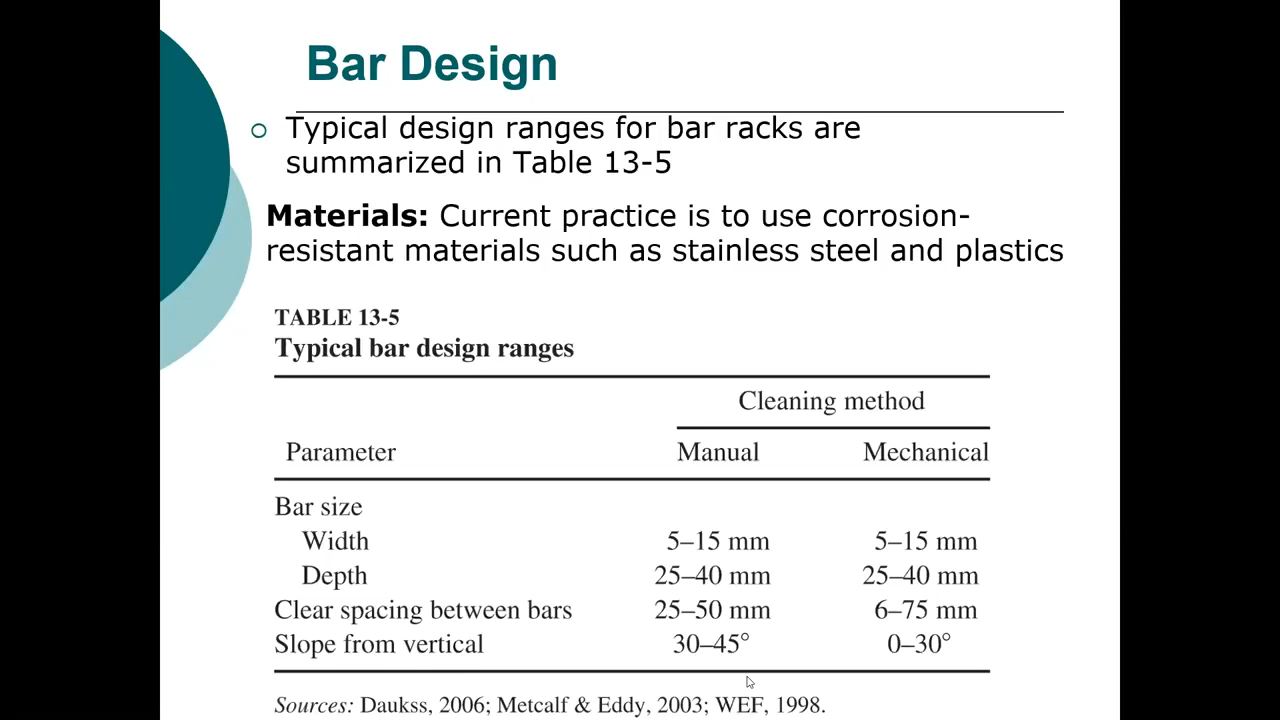 Bar Design
Typical design ranges for bar racks are
summarized in Table 13-5
Materials: Current practice is to use corrosion-
resistant materials such as stainless steel and plastics
TABLE 13-5
Typical bar design ranges
Cleaning method
Parameter Manual Mechanical
Bar size
Width 5–15 mm 5–15 mm
Depth 25–40 mm 25–40 mm
Clear spacing between bars 25–50 mm 6–75 mm
Slope from vertical 30–45° 0–30°
Sources: Daukss, 2006; Metcalf & Eddy, 2003; WEF, 1998.